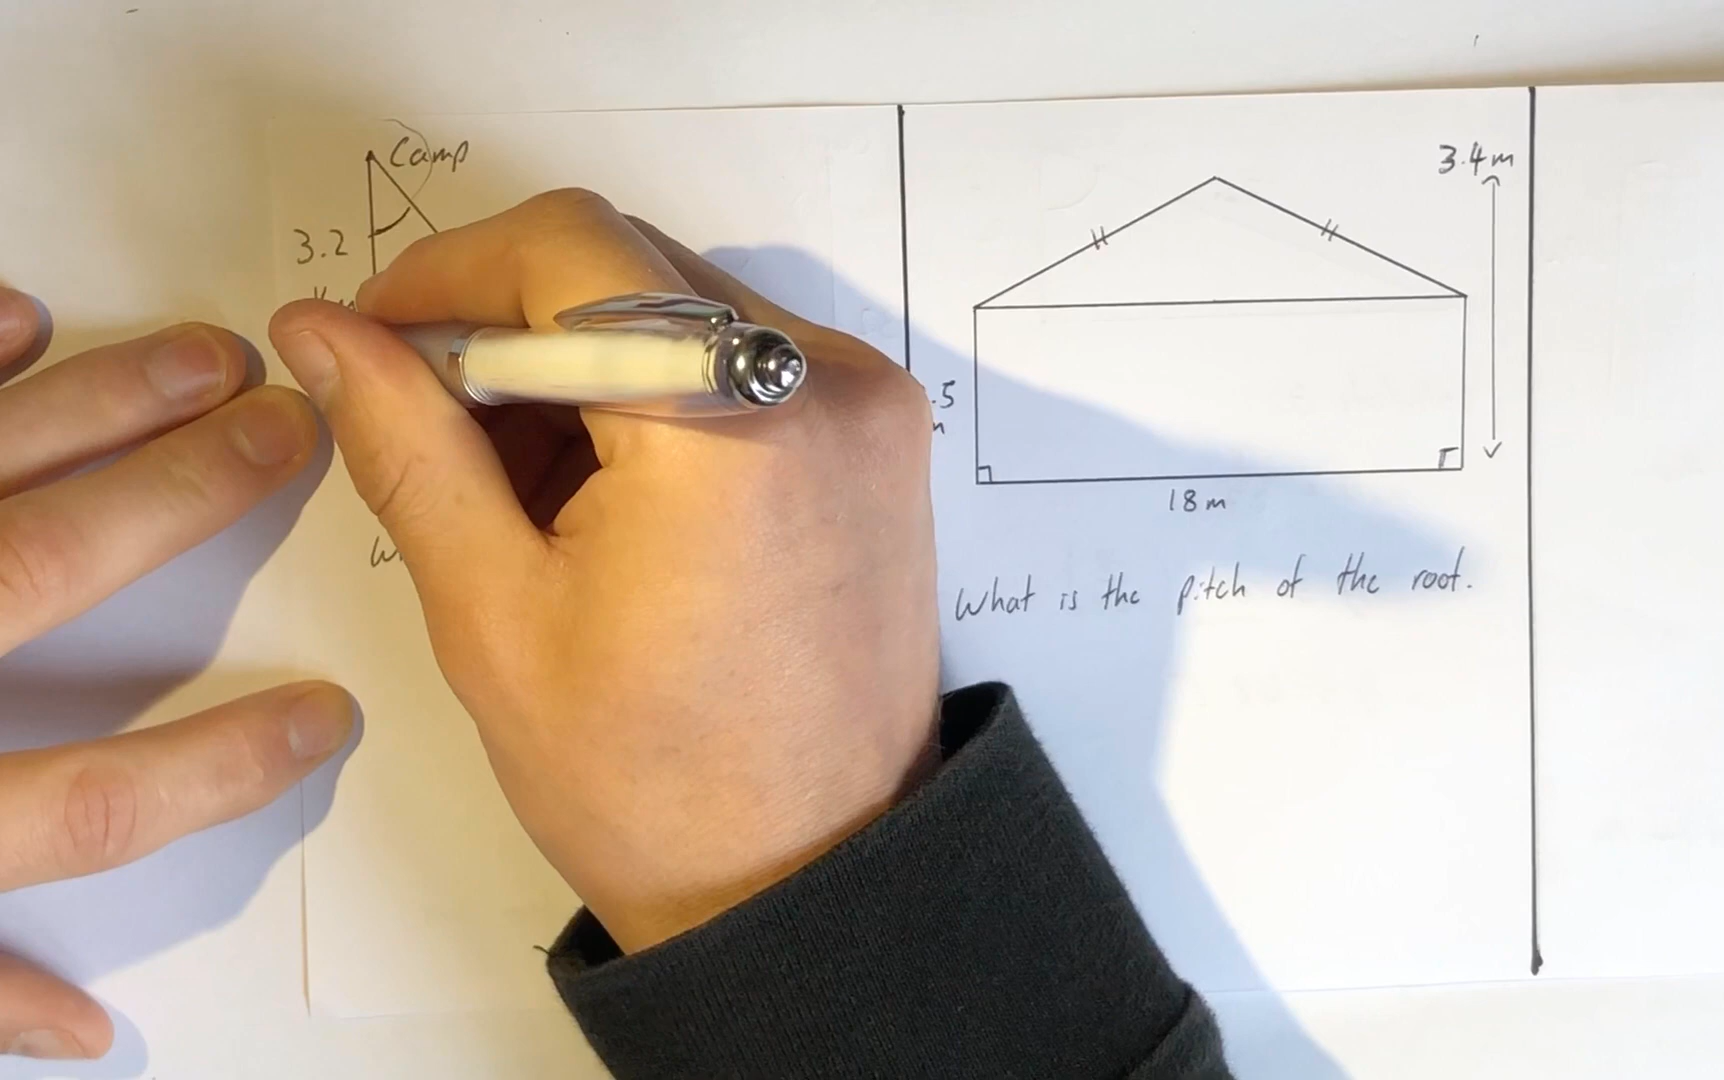 Camp
3.2
3.4m
.5
18m
What is the pitch of the roof.